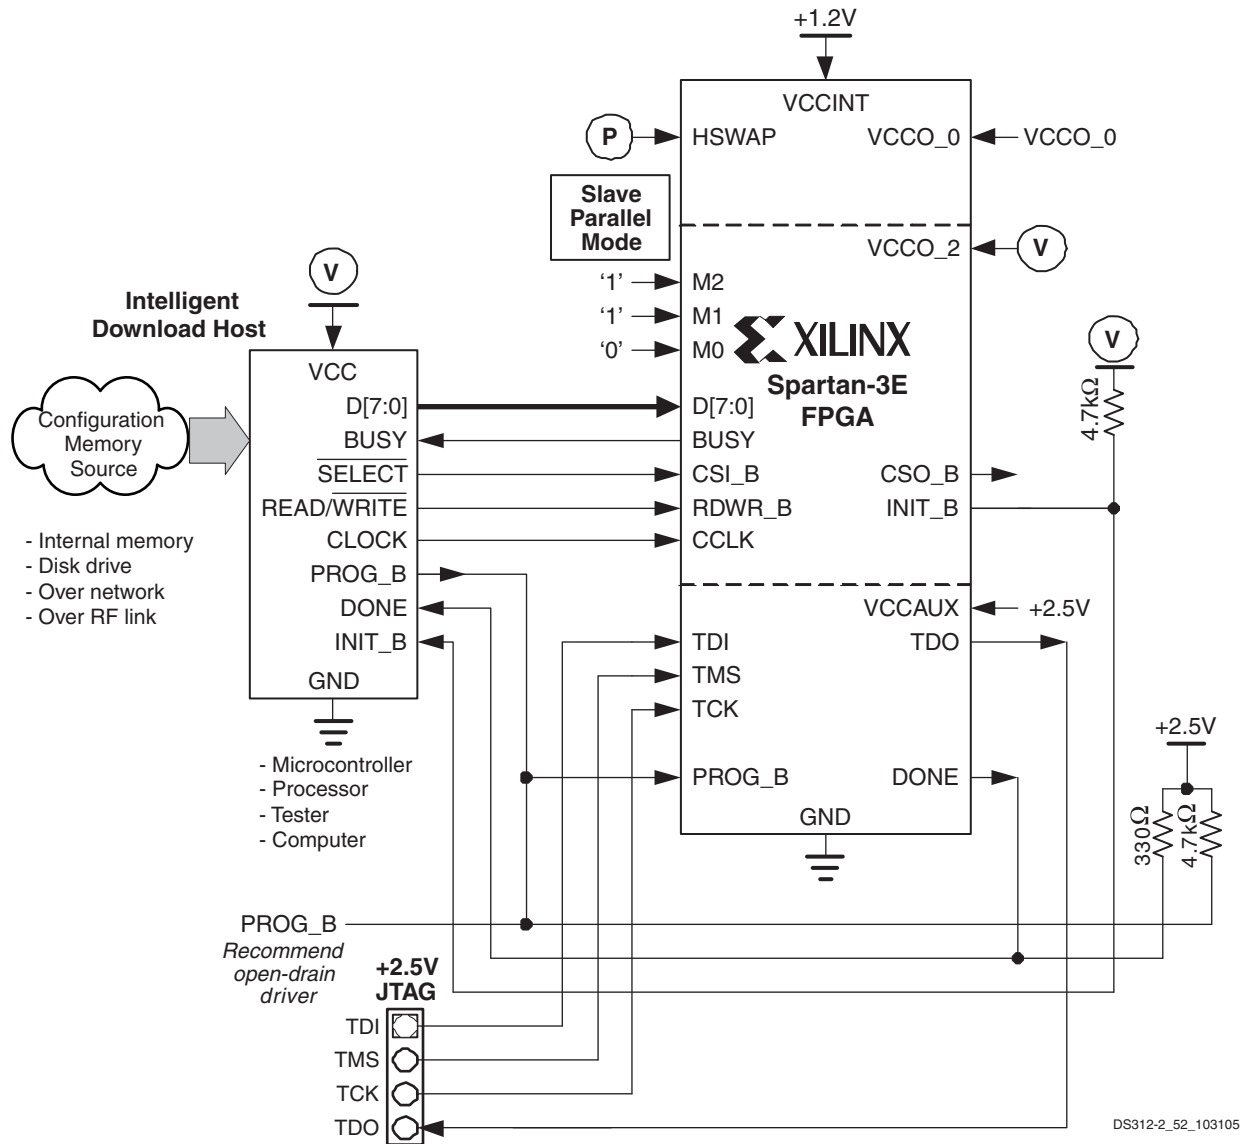 +1.2V
VCCINT
P
HSWAP
VCCO_0
VCCO_0
Slave
Parallel
Mode
VCCO_2
V
V
‘1’
M2
Intelligent
Download Host
‘1’
M1
XILINX
V
‘0’
M0
Spartan-3E
FPGA
4.7kΩ
VCC
D[7:0]
D[7:0]
Configuration
Memory
Source
BUSY
BUSY
SELECT
CSI_B
CSO_B
READ/WRITE
RDWR_B
INIT_B
CLOCK
CCLK
- Internal memory
- Disk drive
- Over network
- Over RF link
PROG_B
DONE
VCCAUX
+2.5V
INIT_B
TDI
TDO
GND
TMS
TCK
+2.5V
- Microcontroller
- Processor
- Tester
- Computer
PROG_B
DONE
GND
330Ω
4.7kΩ
PROG_B
Recommend
open-drain
driver
+2.5V
JTAG
TDI
TMS
TCK
TDO
DS312-2_52_103105